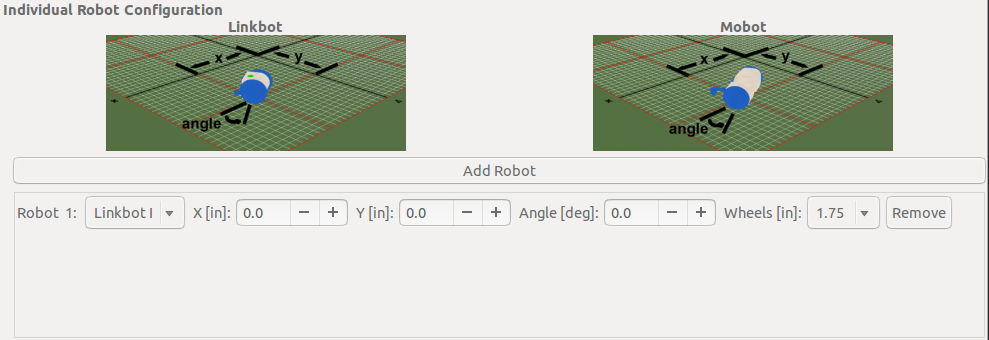 Individual Robot Configuration
Linkbot Mobot
x y x y
angle angle
Add Robot
Robot 1: Linkbot I X [in]: 0.0 − + Y [in]: 0.0 − + Angle [deg]: 0.0 − + Wheels [in]: 1.75 Remove